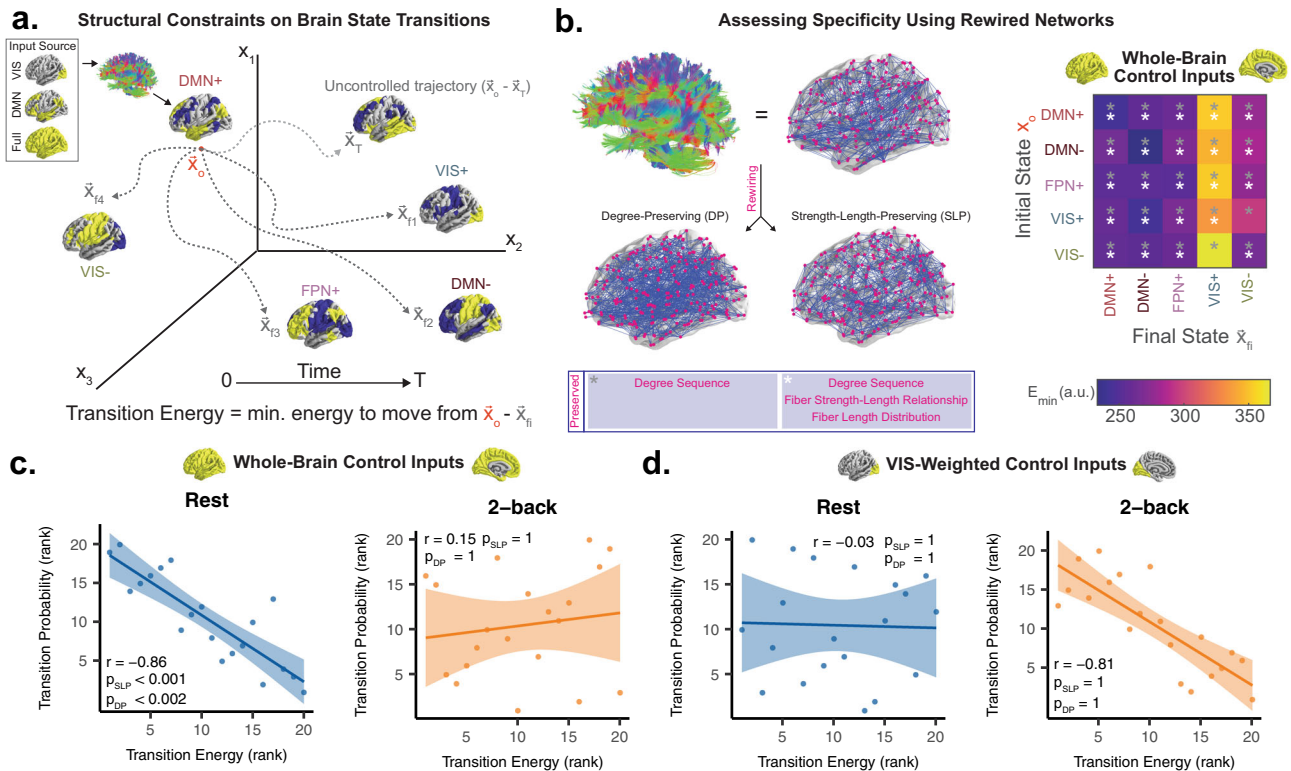 a.
Structural Constraints on Brain State Transitions
Input Source
VIS
DMN
Full
DMN+
x⃗o
x1
x2
x3
Uncontrolled trajectory (x⃗o - x⃗T)
x⃗T
VIS+
x⃗f1
x⃗f4
VIS-
FPN+
x⃗f3
DMN-
x⃗f2
0
Time
T
Transition Energy = min. energy to move from x⃗o - x⃗fi
b.
Assessing Specificity Using Rewired Networks
=
Rewiring
Degree-Preserving (DP)
Strength-Length-Preserving (SLP)
Preserved
* Degree Sequence
* Degree Sequence
Fiber Strength-Length Relationship
Fiber Length Distribution
Whole-Brain
Control Inputs
Initial State xo
DMN+ * * * * * * * * * *
DMN- * * * * * * * * * *
FPN+ * * * * * * * * * *
VIS+ * * * * * * * * *
VIS- * * * * * * * * *
DMN+
DMN-
FPN+
VIS+
VIS-
Final State x⃗fi
Emin (a.u.)
250 300 350
c.
Whole-Brain Control Inputs
Rest
Transition Probability (rank)
20
15
10
5
r = −0.86
pSLP < 0.001
pDP < 0.002
5 10 15 20
Transition Energy (rank)
2−back
Transition Probability (rank)
20
15
10
5
r = 0.15 pSLP = 1
pDP = 1
5 10 15 20
Transition Energy (rank)
d.
VIS-Weighted Control Inputs
Rest
Transition Probability (rank)
20
15
10
5
r = −0.03 pSLP = 1
pDP = 1
5 10 15 20
Transition Energy (rank)
2−back
Transition Probability (rank)
20
15
10
5
r = −0.81
pSLP = 1
pDP = 1
5 10 15 20
Transition Energy (rank)